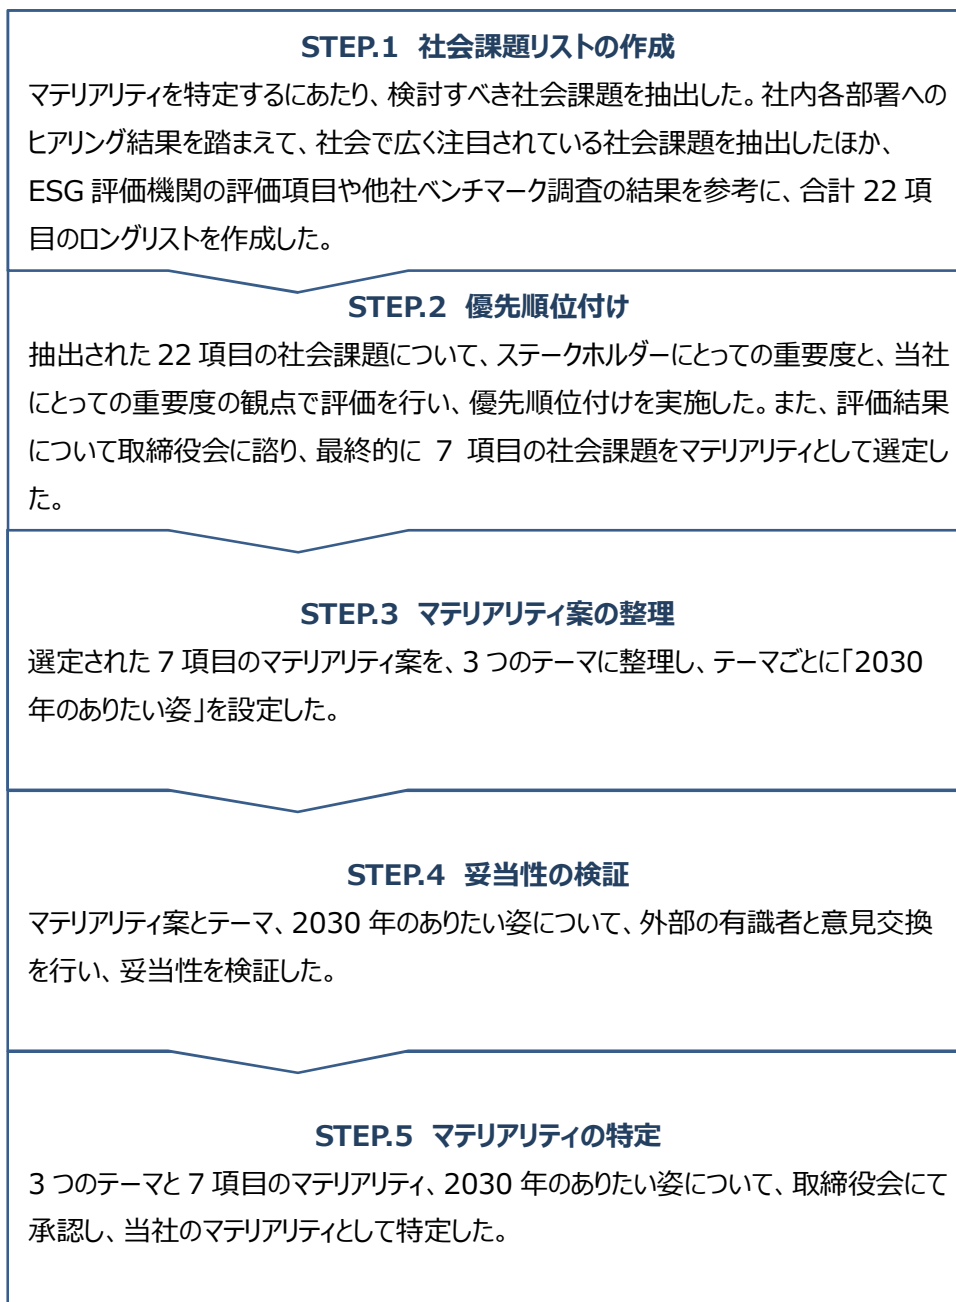 STEP.1 社会課題リストの作成
マテリアリティを特定するにあたり、検討すべき社会課題を抽出した。社内各部署への
ヒアリング結果を踏まえて、社会で広く注目されている社会課題を抽出したほか、
ESG 評価機関の評価項目や他社ベンチマーク調査の結果を参考に、合計 22 項
目のロングリストを作成した。
STEP.2 優先順位付け
抽出された 22 項目の社会課題について、ステークホルダーにとっての重要度と、当社
にとっての重要度の観点で評価を行い、優先順位付けを実施した。また、評価結果
について取締役会に諮り、最終的に 7 項目の社会課題をマテリアリティとして選定し
た。
STEP.3 マテリアリティ案の整理
選定された 7 項目のマテリアリティ案を、3 つのテーマに整理し、テーマごとに「2030
年のありたい姿」を設定した。
STEP.4 妥当性の検証
マテリアリティ案とテーマ、2030 年のありたい姿について、外部の有識者と意見交換
を行い、妥当性を検証した。
STEP.5 マテリアリティの特定
3 つのテーマと 7 項目のマテリアリティ、2030 年のありたい姿について、取締役会にて
承認し、当社のマテリアリティとして特定した。